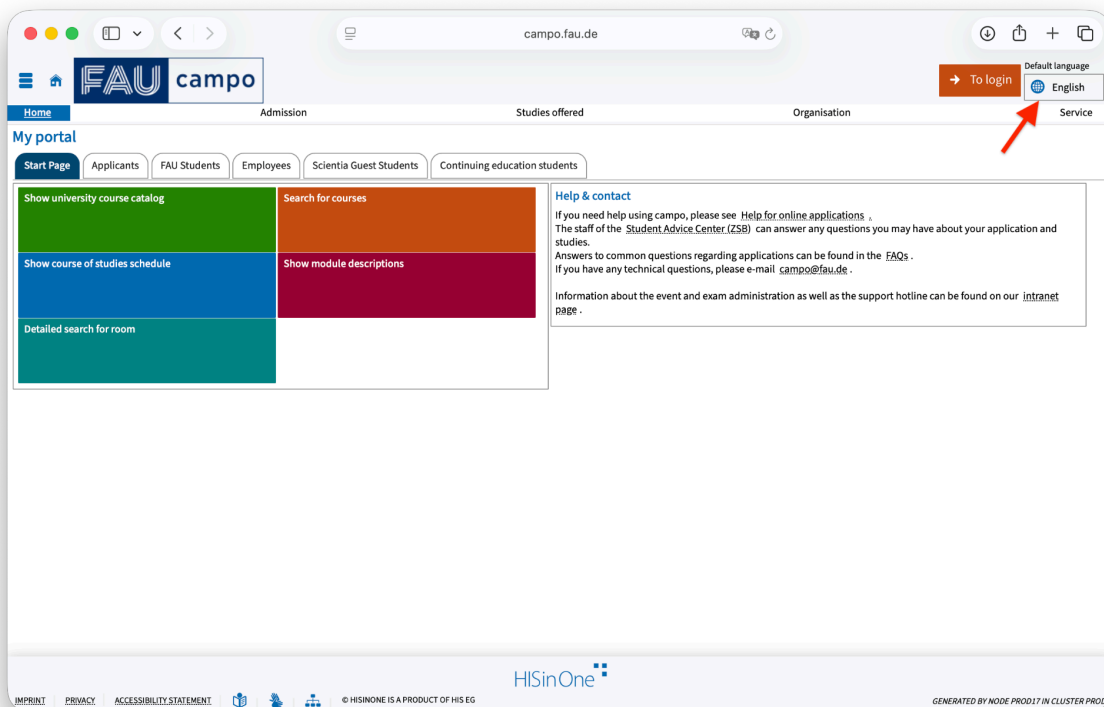 campo.fau.de
FAU campo
To login
Default language
English
Home
Admission
Studies offered
Organisation
Service
My portal
Start Page
Applicants
FAU Students
Employees
Scientia Guest Students
Continuing education students
Show university course catalog
Search for courses
Show course of studies schedule
Show module descriptions
Detailed search for room
Help & contact
If you need help using campo, please see Help for online applications .
The staff of the Student Advice Center (ZSB) can answer any questions you may have about your application and
studies.
Answers to common questions regarding applications can be found in the FAQs .
If you have any technical questions, please e-mail campo@fau.de .
Information about the event and exam administration as well as the support hotline can be found on our intranet
page .
HISinOne
IMPRINT
PRIVACY
ACCESSIBILITY STATEMENT
© HISINONE IS A PRODUCT OF HIS EG
GENERATED BY NODE PROD17 IN CLUSTER PROD